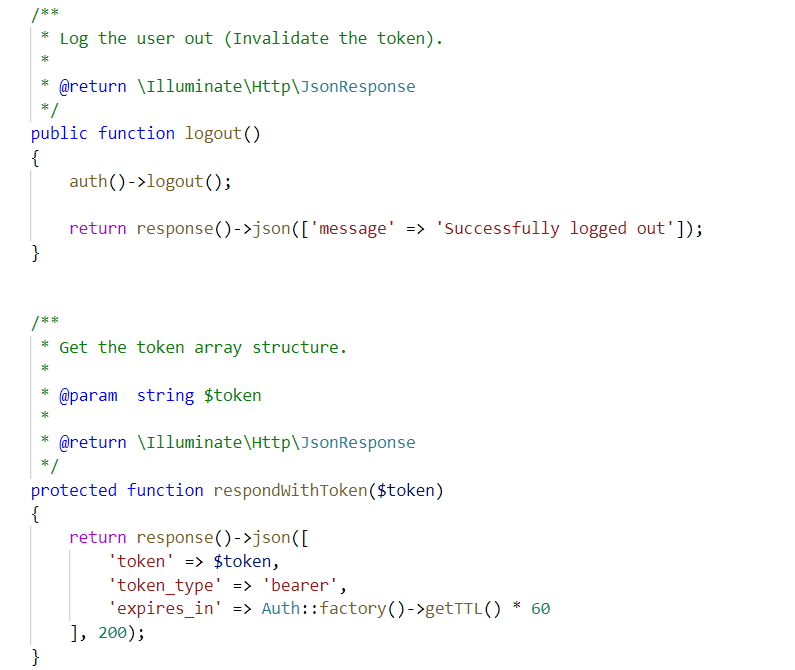 /**
 * Log the user out (Invalidate the token).
 *
 * @return \Illuminate\Http\JsonResponse
 */
public function logout()
{
    auth()->logout();

    return response()->json(['message' => 'Successfully logged out']);
}


/**
 * Get the token array structure.
 *
 * @param  string $token
 *
 * @return \Illuminate\Http\JsonResponse
 */
protected function respondWithToken($token)
{
    return response()->json([
        'token' => $token,
        'token_type' => 'bearer',
        'expires_in' => Auth::factory()->getTTL() * 60
    ], 200);
}